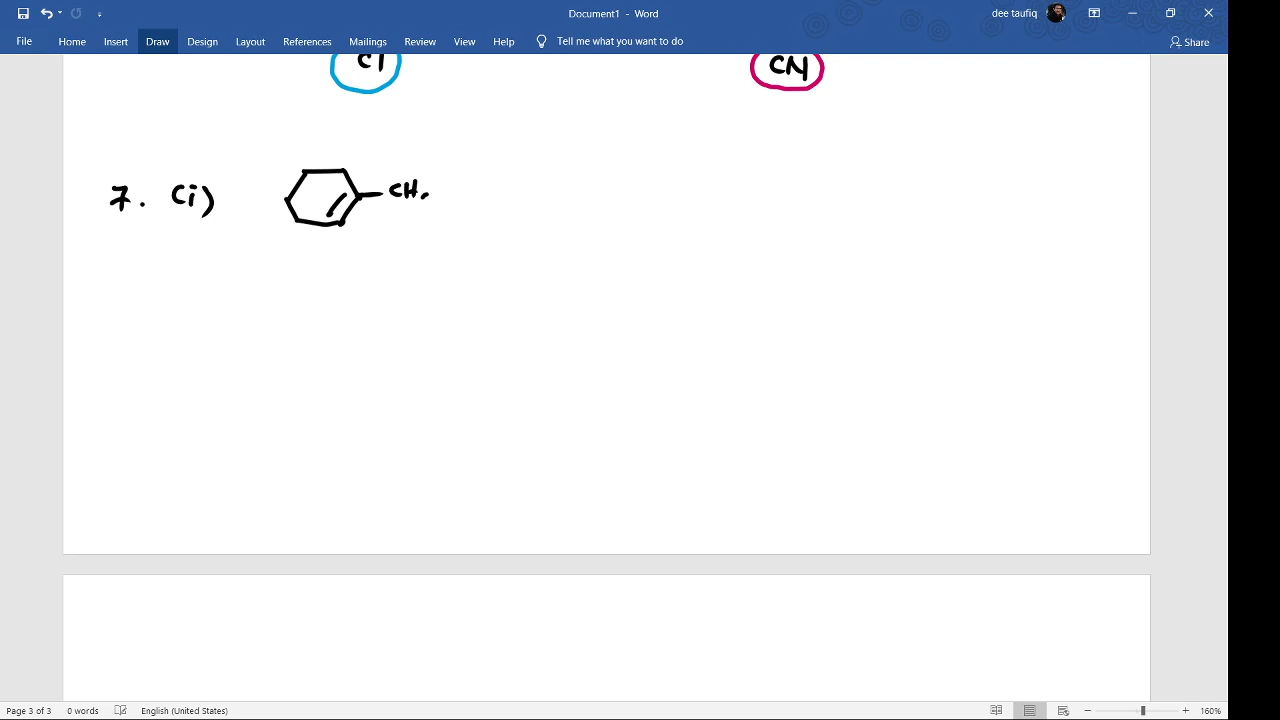 Document1 - Word
dee taufiq
File Home Insert Draw Design Layout References Mailings Review View Help Tell me what you want to do Share
CN
7. (i) CH
Page 3 of 3 0 words English (United States) 160%